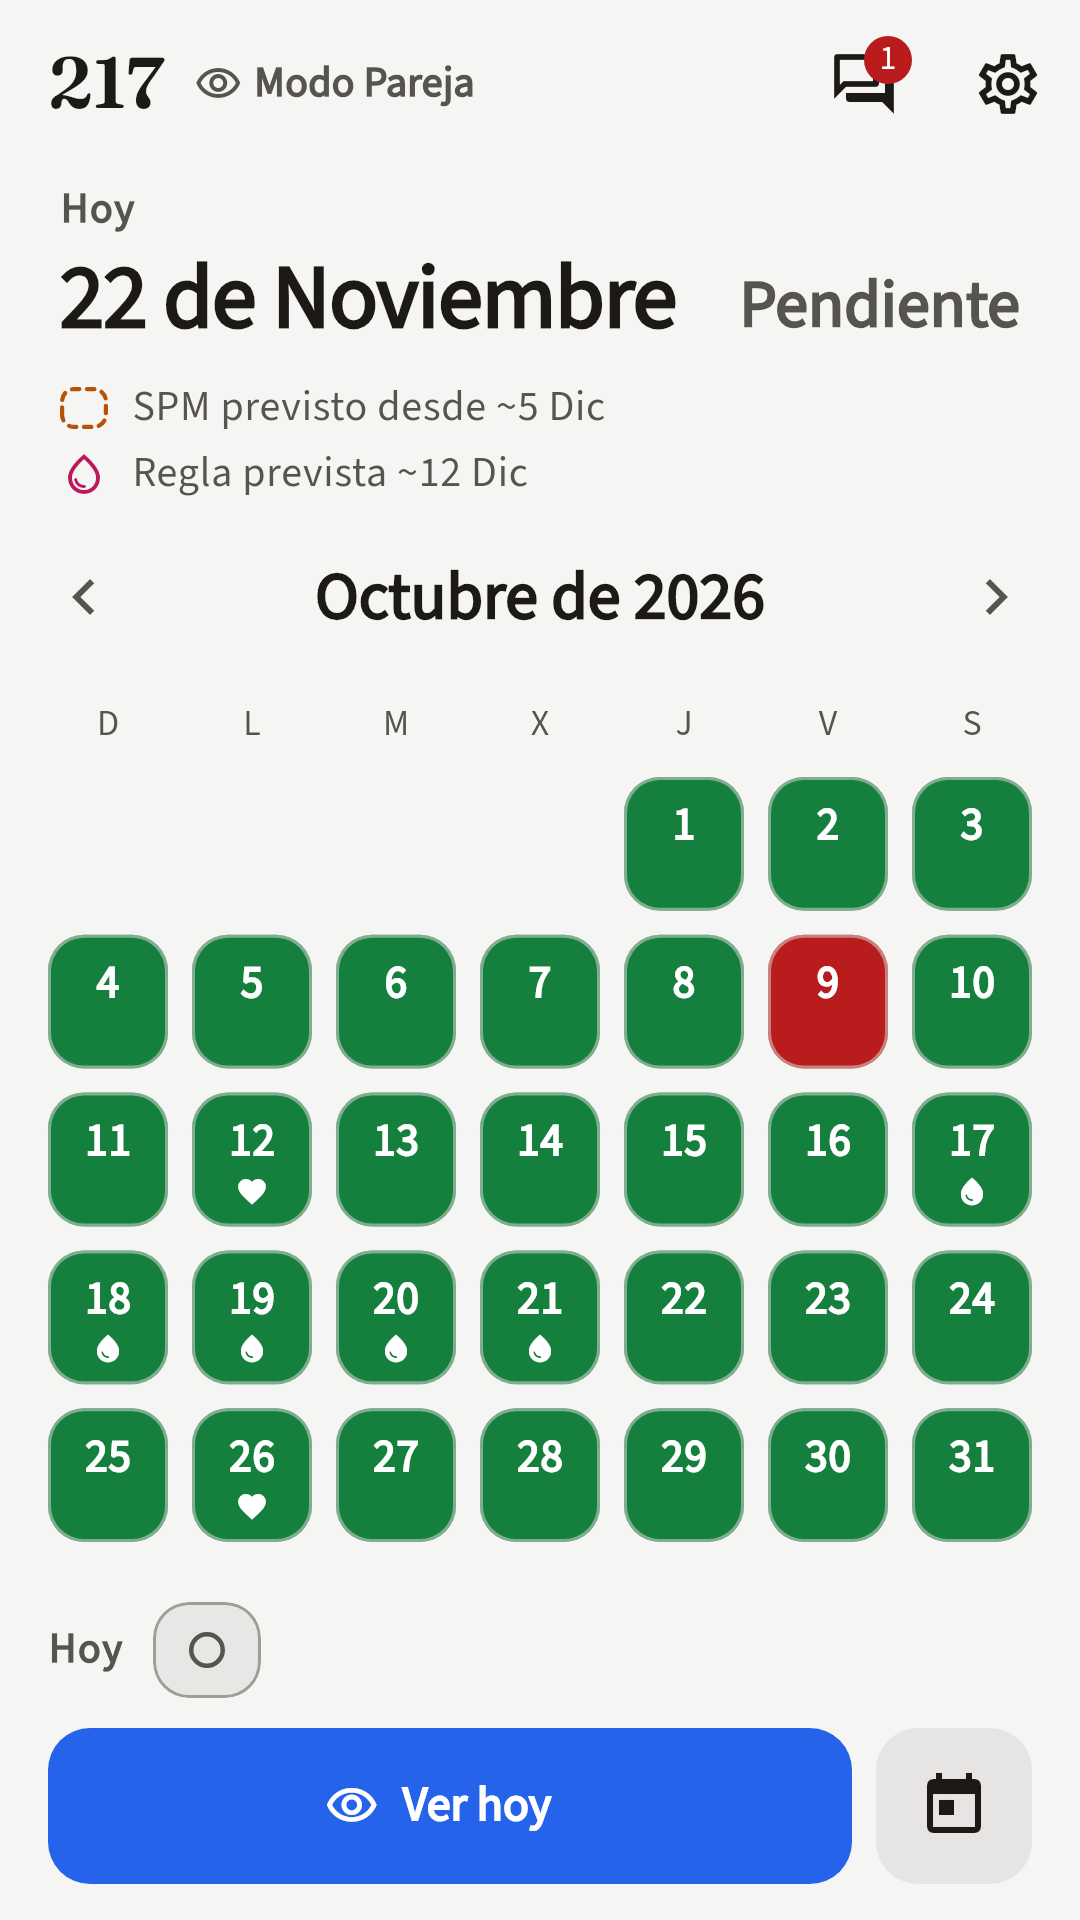 217 Modo Pareja 1
Hoy
22 de Noviembre Pendiente
SPM previsto desde ~5 Dic
Regla prevista ~12 Dic
Octubre de 2026
D L M X J V S
1 2 3
4 5 6 7 8 9 10
11 12 13 14 15 16 17
18 19 20 21 22 23 24
25 26 27 28 29 30 31
Hoy
Ver hoy